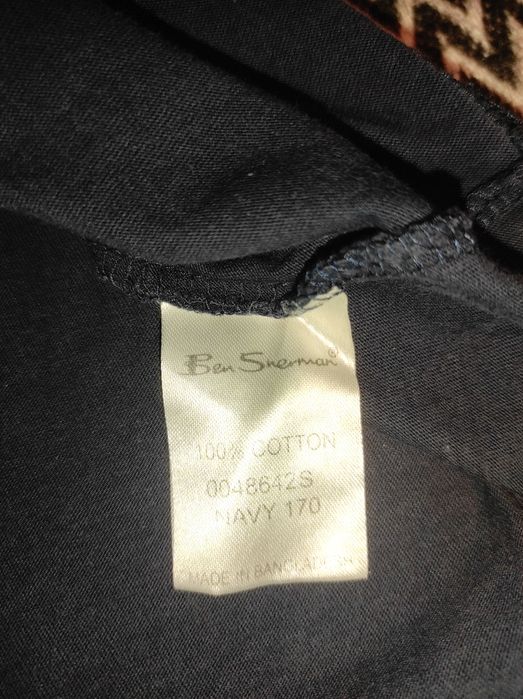 Ben Sherman®
100% COTTON
0048642S
NAVY 170
MADE IN BANGLADESH